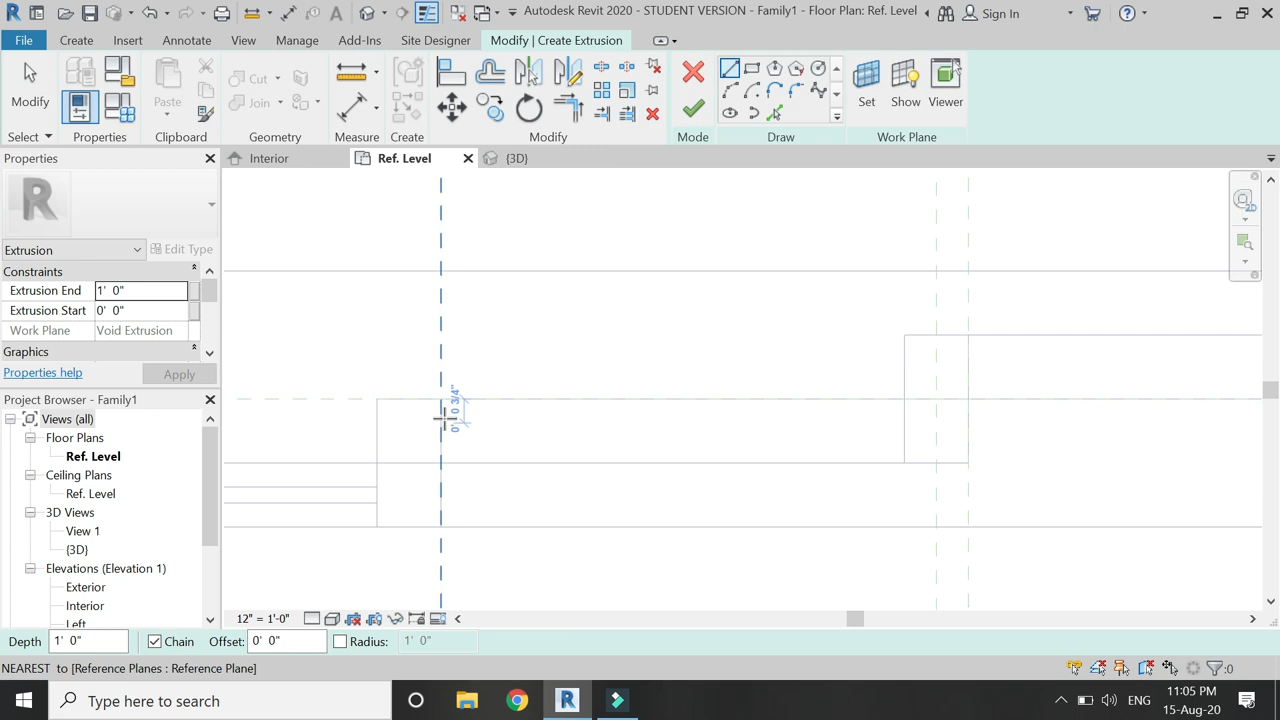 Autodesk Revit 2020 - STUDENT VERSION - Family1 - Floor Plan: Ref. Level
Sign In
File
Create
Insert
Annotate
View
Manage
Add-Ins
Site Designer
Modify | Create Extrusion
Modify
Paste
Cut
Join
Set
Show
Viewer
Select
Properties
Clipboard
Geometry
Measure
Create
Modify
Mode
Draw
Work Plane
Properties
Interior
Ref. Level
{3D}
Extrusion
Edit Type
Constraints
Extrusion End 1' 0"
Extrusion Start 0' 0"
Work Plane Void Extrusion
Graphics
Properties help
Apply
Project Browser - Family1
Views (all)
Floor Plans
Ref. Level
Ceiling Plans
Ref. Level
3D Views
View 1
{3D}
Elevations (Elevation 1)
Exterior
Interior
Left
0' 0 3/4"
12" = 1'-0"
Depth 1' 0"
Chain
Offset: 0' 0"
Radius: 1' 0"
NEAREST to [Reference Planes : Reference Plane]
:0
Type here to search
ENG
11:05 PM
15-Aug-20